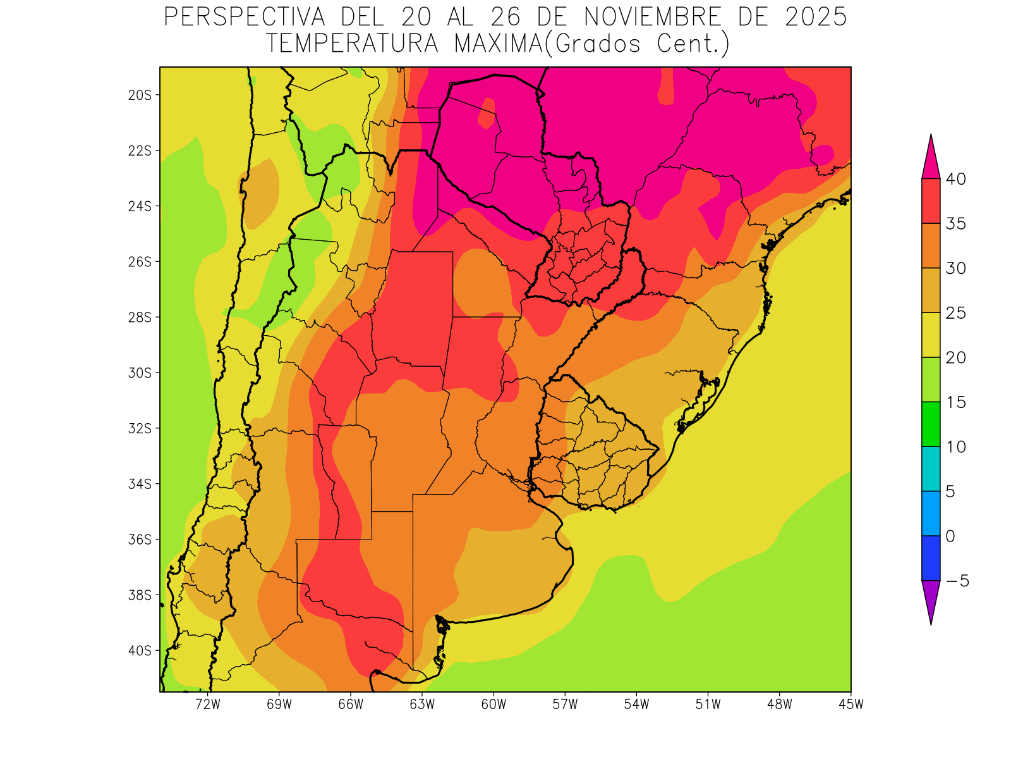 PERSPECTIVA DEL 20 AL 26 DE NOVIEMBRE DE 2025
TEMPERATURA MAXIMA(Grados Cent.)
20S
22S
24S
26S
28S
30S
32S
34S
36S
38S
40S
72W 69W 66W 63W 60W 57W 54W 51W 48W 45W
40
35
30
25
20
15
10
5
0
−5